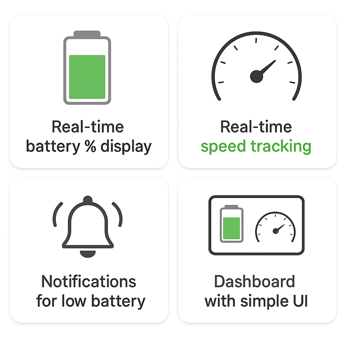 Real-time
battery % display
Real-time
speed tracking
Notifications
for low battery
Dashboard
with simple UI